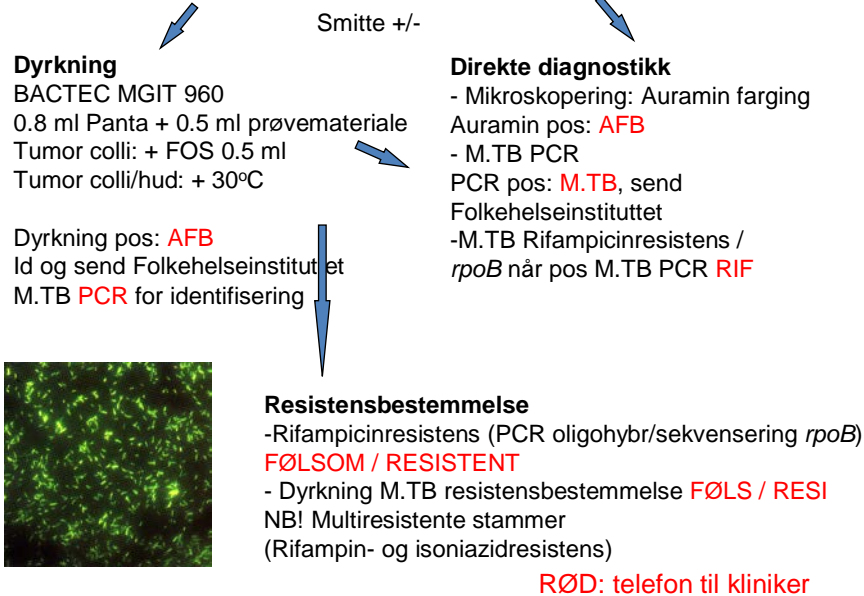 Smitte +/-
Dyrkning
BACTEC MGIT 960
0.8 ml Panta + 0.5 ml prøvemateriale
Tumor colli: + FOS 0.5 ml
Tumor colli/hud: + 30°C
Dyrkning pos: AFB
Id og send Folkehelseinstituttet
M.TB PCR for identifisering
Direkte diagnostikk
- Mikroskopering: Auramin farging
Auramin pos: AFB
- M.TB PCR
PCR pos: M.TB, send
Folkehelseinstituttet
-M.TB Rifampicinresistens /
rpoB når pos M.TB PCR RIF
Resistensbestemmelse
-Rifampicinresistens (PCR oligohybr/sekvensering rpoB)
FØLSOM / RESISTENT
- Dyrkning M.TB resistensbestemmelse FØLS / RESI
NB! Multiresistente stammer
(Rifampin- og isoniazidresistens)
RØD: telefon til kliniker